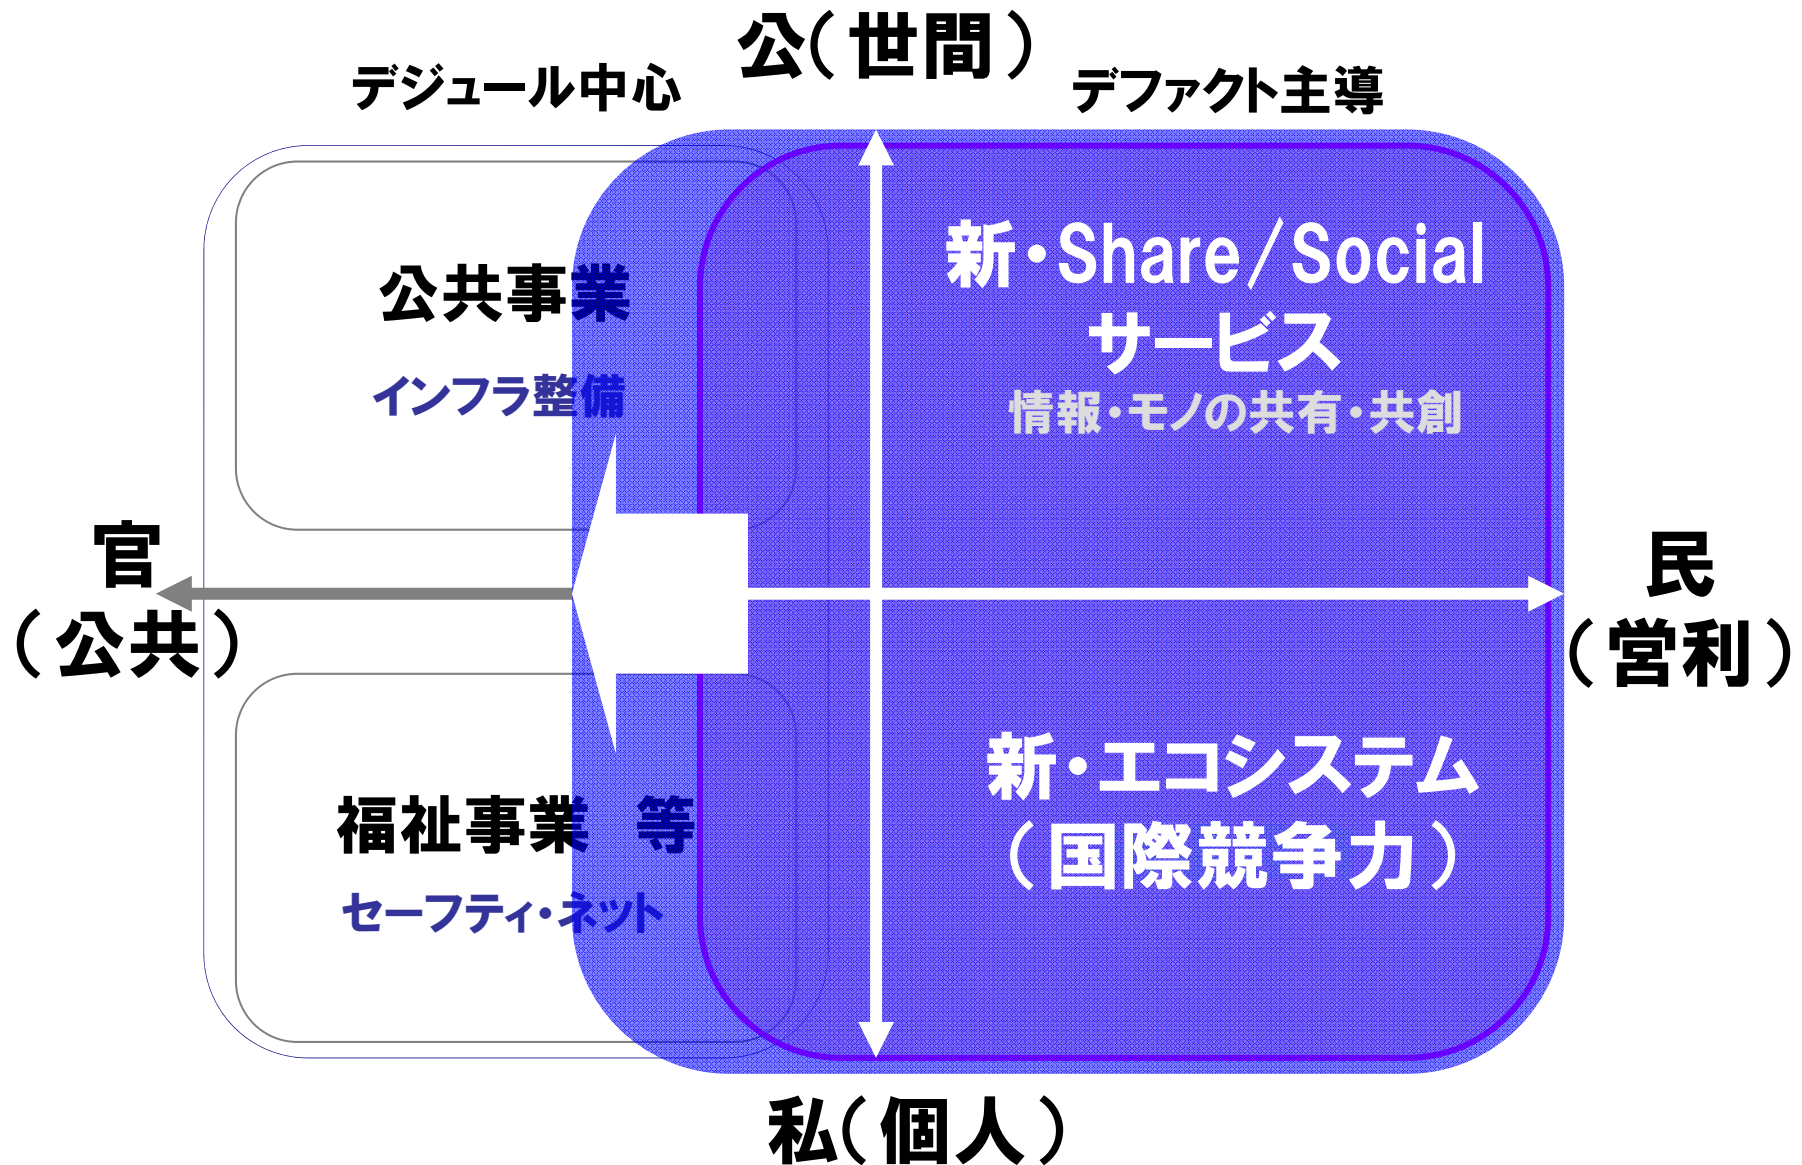 公（世間）
デジュール中心
デファクト主導
新・Share/Social
サービス
情報・モノの共有・共創
公共事業
インフラ整備
官
（公共）
民
（営利）
新・エコシステム
（国際競争力）
福祉事業　等
セーフティ・ネット
私（個人）